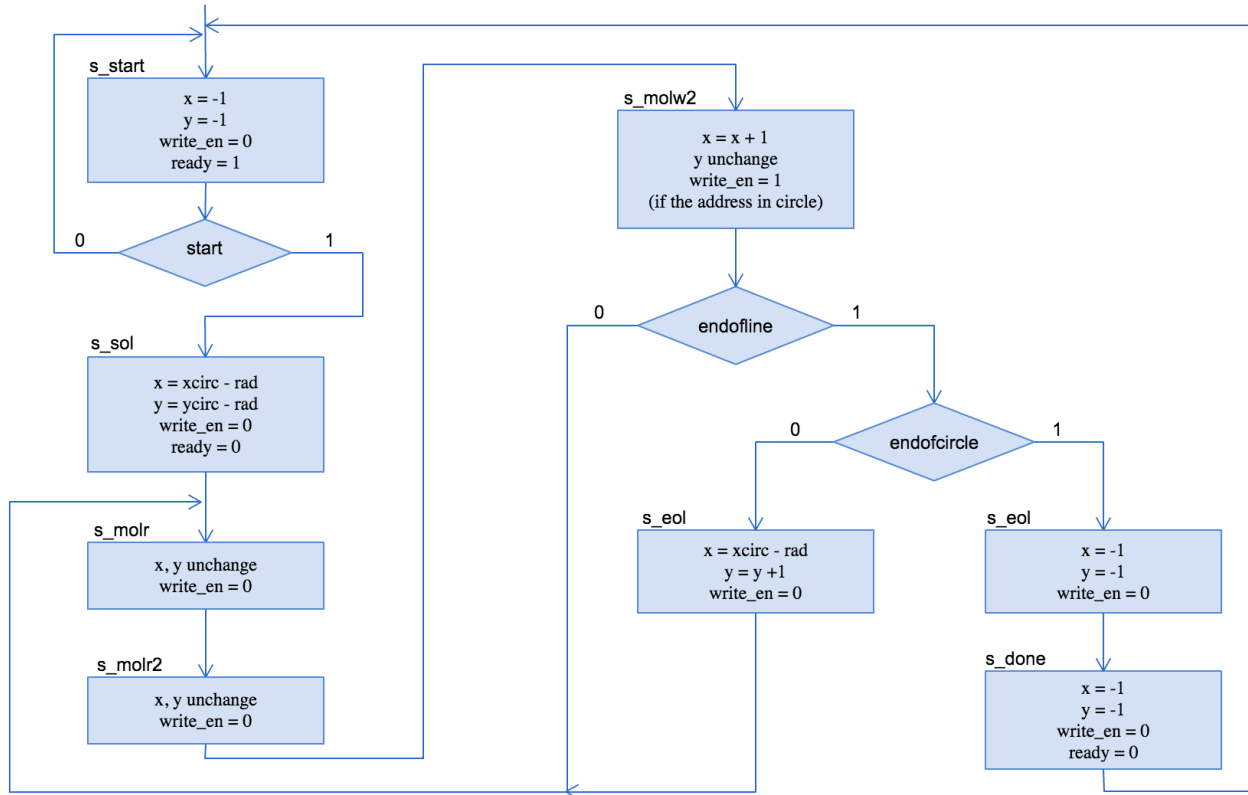 s_start
x = -1
y = -1
write_en = 0
ready = 1
start
0
1
s_sol
x = xcirc - rad
y = ycirc - rad
write_en = 0
ready = 0
s_molr
x, y unchange
write_en = 0
s_molr2
x, y unchange
write_en = 0
s_molw2
x = x + 1
y unchange
write_en = 1
(if the address in circle)
endofline
0
1
endofcircle
0
1
s_eol
x = xcirc - rad
y = y +1
write_en = 0
s_eol
x = -1
y = -1
write_en = 0
s_done
x = -1
y = -1
write_en = 0
ready = 0